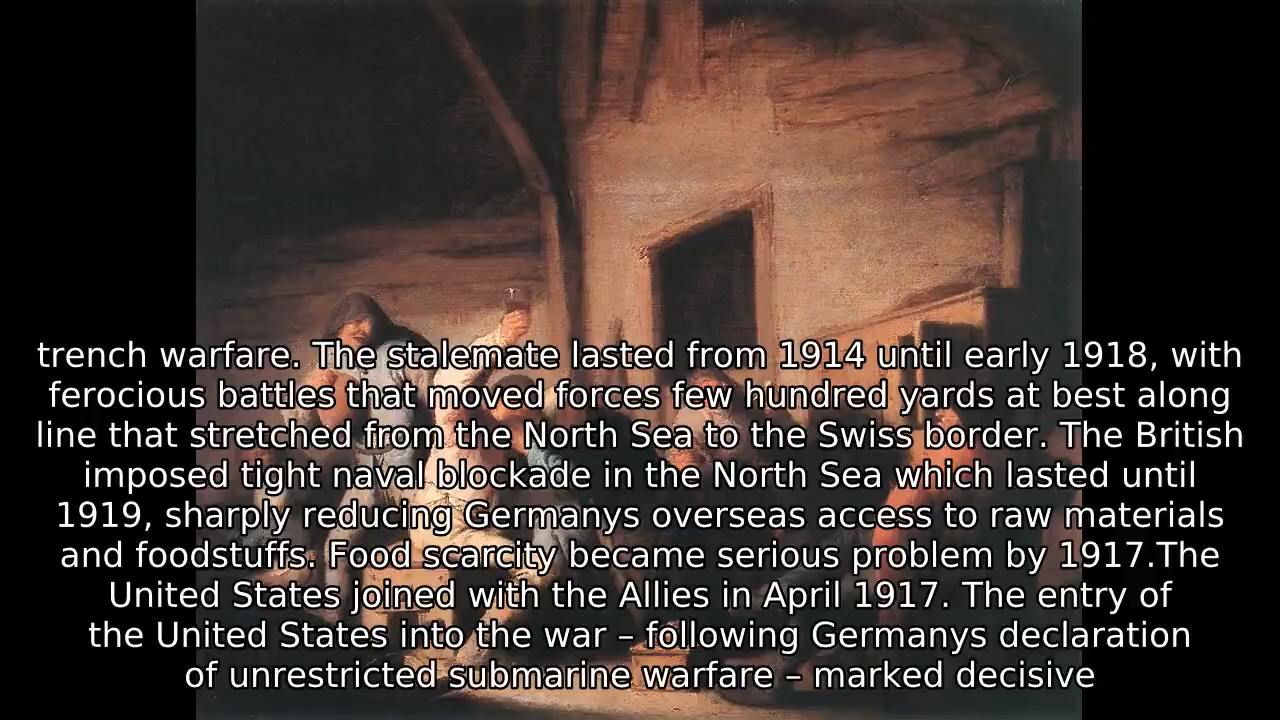 trench warfare. The stalemate lasted from 1914 until early 1918, with
ferocious battles that moved forces few hundred yards at best along
line that stretched from the North Sea to the Swiss border. The British
imposed tight naval blockade in the North Sea which lasted until
1919, sharply reducing Germanys overseas access to raw materials
and foodstuffs. Food scarcity became serious problem by 1917.The
United States joined with the Allies in April 1917. The entry of
the United States into the war – following Germanys declaration
of unrestricted submarine warfare – marked decisive